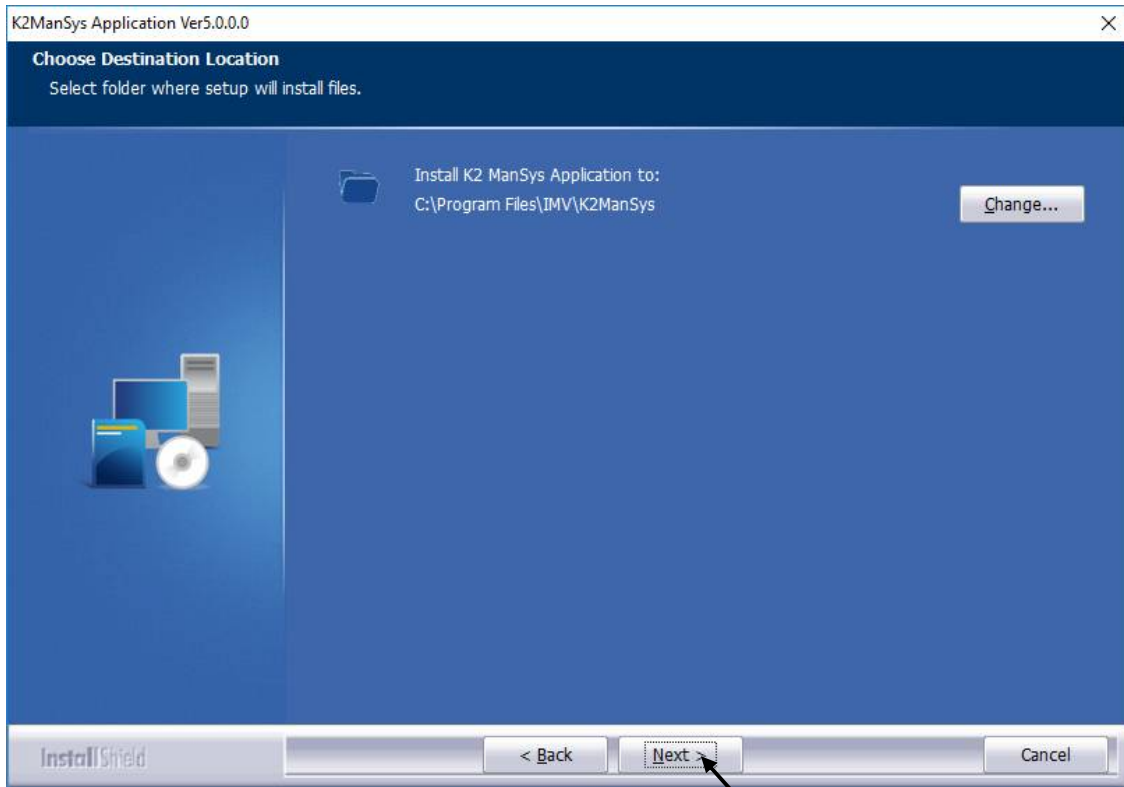 K2ManSys Application Ver5.0.0.0
Choose Destination Location
Select folder where setup will install files.
Install K2 ManSys Application to:
C:\Program Files\IMV\K2ManSys
Change...
InstallShield
< Back
Next >
Cancel